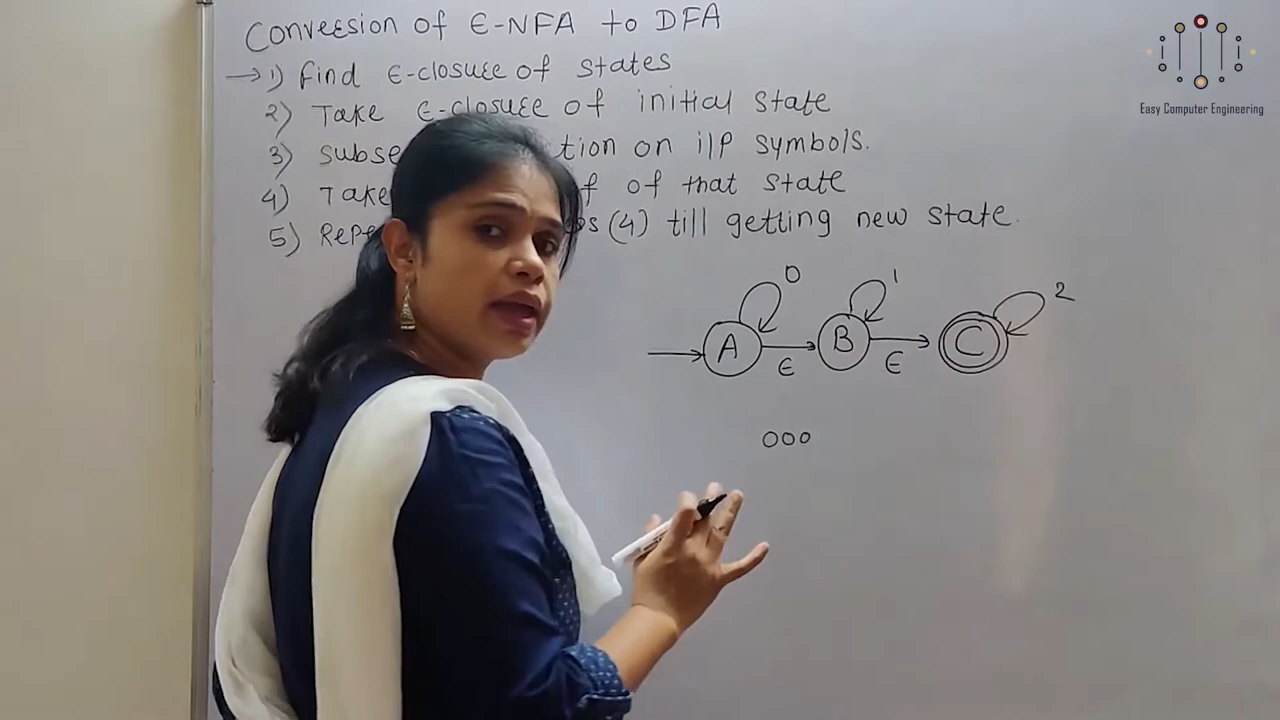 Conversion of ϵ-NFA to DFA
→ 1) Find ϵ-closure of states
2) Take ϵ-closure of initial state
3) subse tion on i/p symbols.
4) Take of that state
5) Repe (4) till getting new state.
0 1 2
A B C
ϵ ϵ
000
Easy Computer Engineering